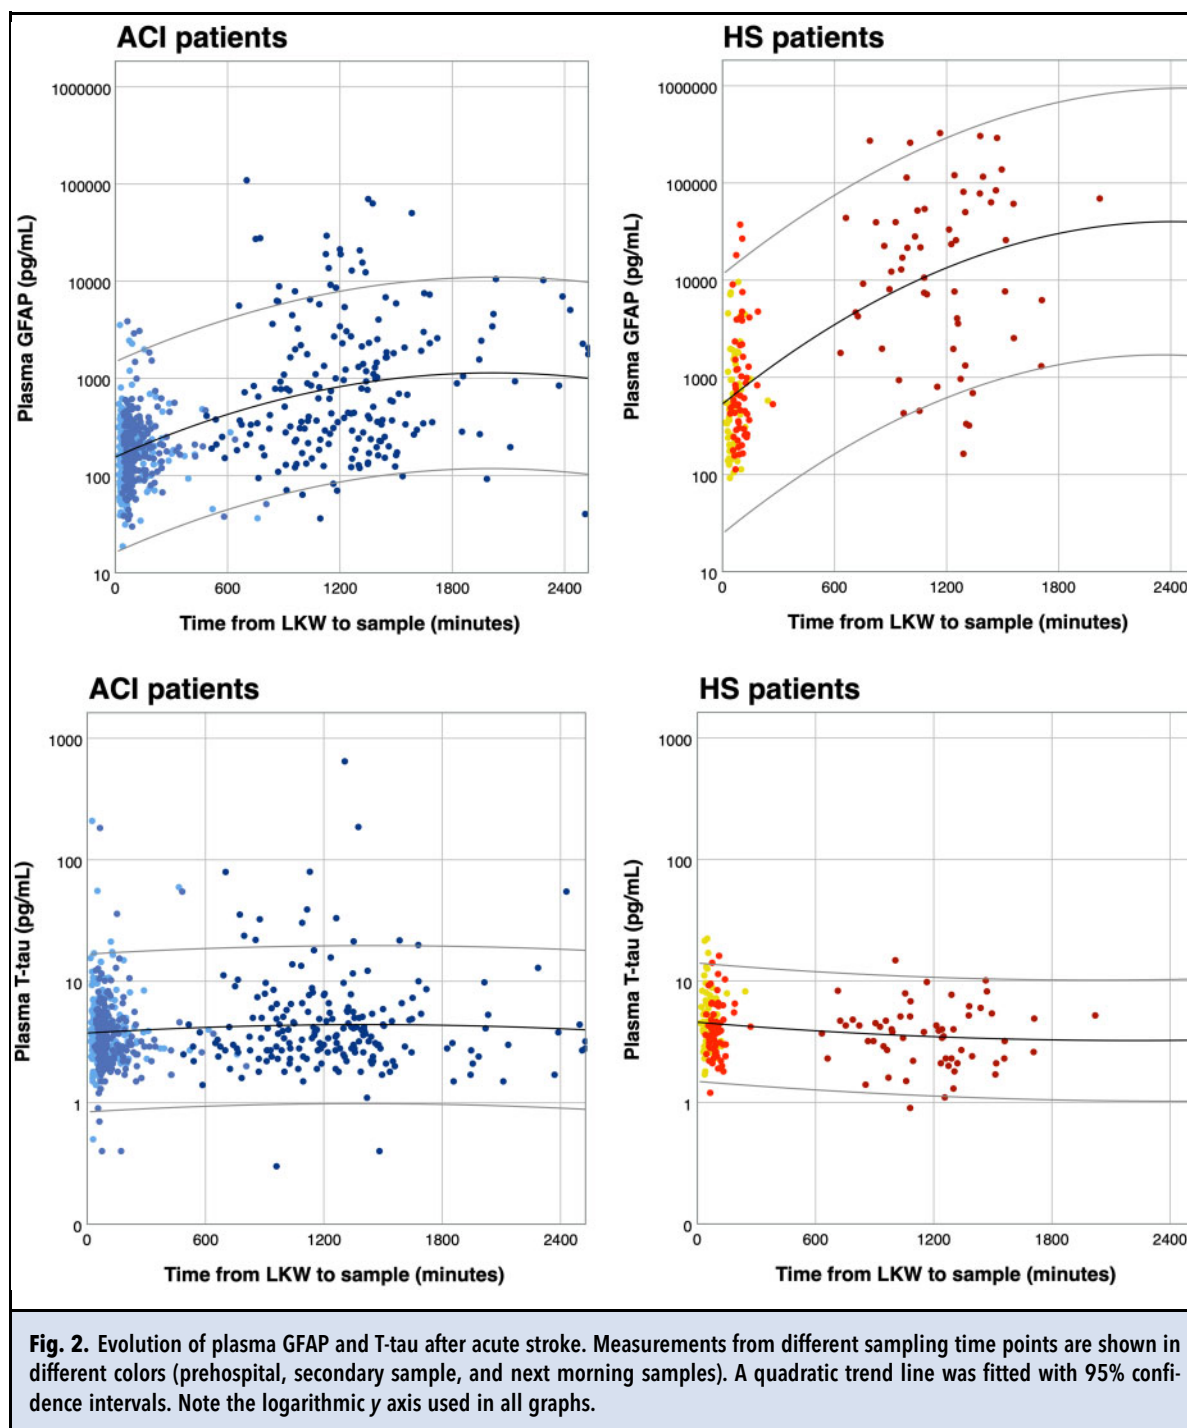 ACI patients
HS patients
1000000
100000
10000
1000
100
10
Plasma GFAP (pg/mL)
0 600 1200 1800 2400
Time from LKW to sample (minutes)
1000000
100000
10000
1000
100
10
Plasma GFAP (pg/mL)
0 600 1200 1800 2400
Time from LKW to sample (minutes)
ACI patients
HS patients
1000
100
10
1
0
Plasma T-tau (pg/mL)
0 600 1200 1800 2400
Time from LKW to sample (minutes)
1000
100
10
1
0
Plasma T-tau (pg/mL)
0 600 1200 1800 2400
Time from LKW to sample (minutes)
Fig. 2. Evolution of plasma GFAP and T-tau after acute stroke. Measurements from different sampling time points are shown in
different colors (prehospital, secondary sample, and next morning samples). A quadratic trend line was fitted with 95% confi-
dence intervals. Note the logarithmic y axis used in all graphs.